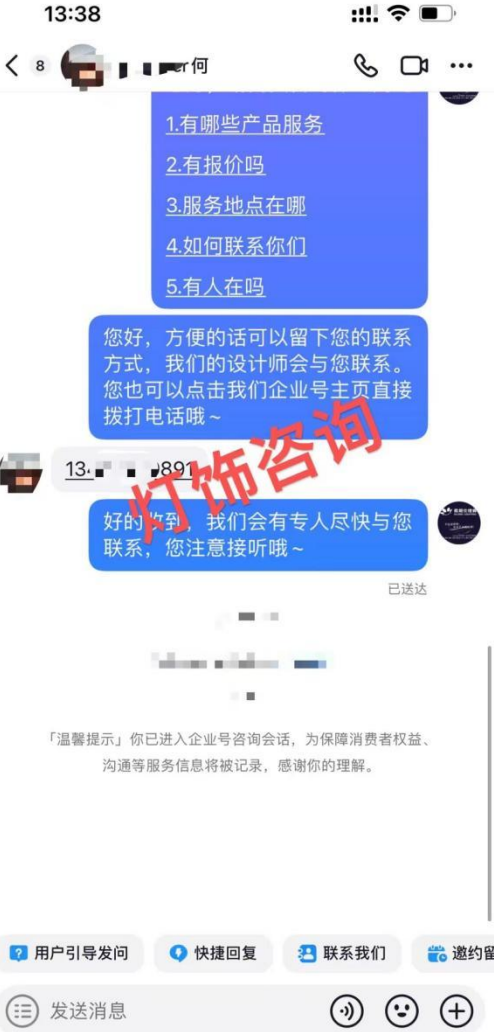 13:38
8
何
1.有哪些产品服务
2.有报价吗
3.服务地点在哪
4.如何联系你们
5.有人在吗
您好，方便的话可以留下您的联系
方式，我们的设计师会与您联系。
您也可以点击我们企业号主页直接
拨打电话哦～
灯饰咨询
好的收到，我们会有专人尽快与您
联系，您注意接听哦～
已送达
「温馨提示」你已进入企业号咨询会话，为保障消费者权益、
沟通等服务信息将被记录，感谢你的理解。
用户引导发问 快捷回复 联系我们 邀约留
发送消息